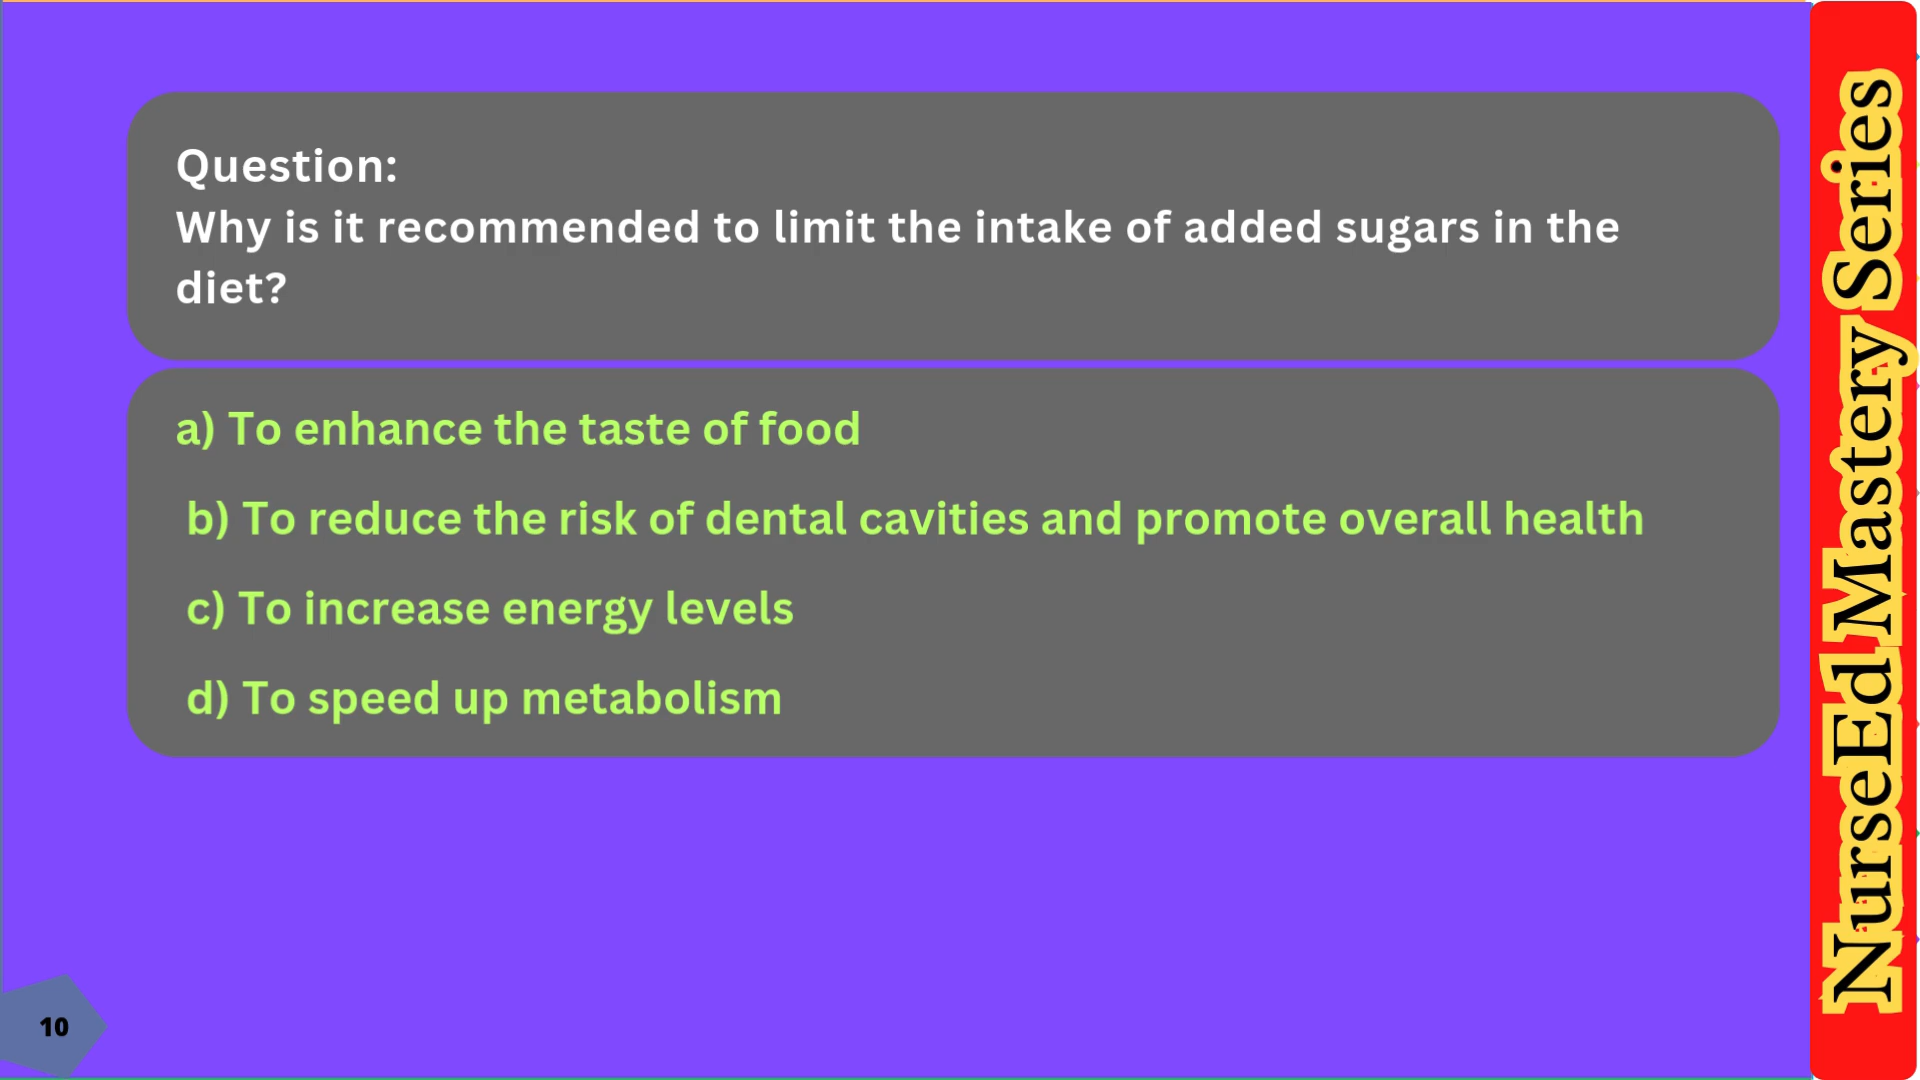 Question:
Why is it recommended to limit the intake of added sugars in the
diet?
a) To enhance the taste of food
b) To reduce the risk of dental cavities and promote overall health
c) To increase energy levels
d) To speed up metabolism
10
NurseEd Mastery Series